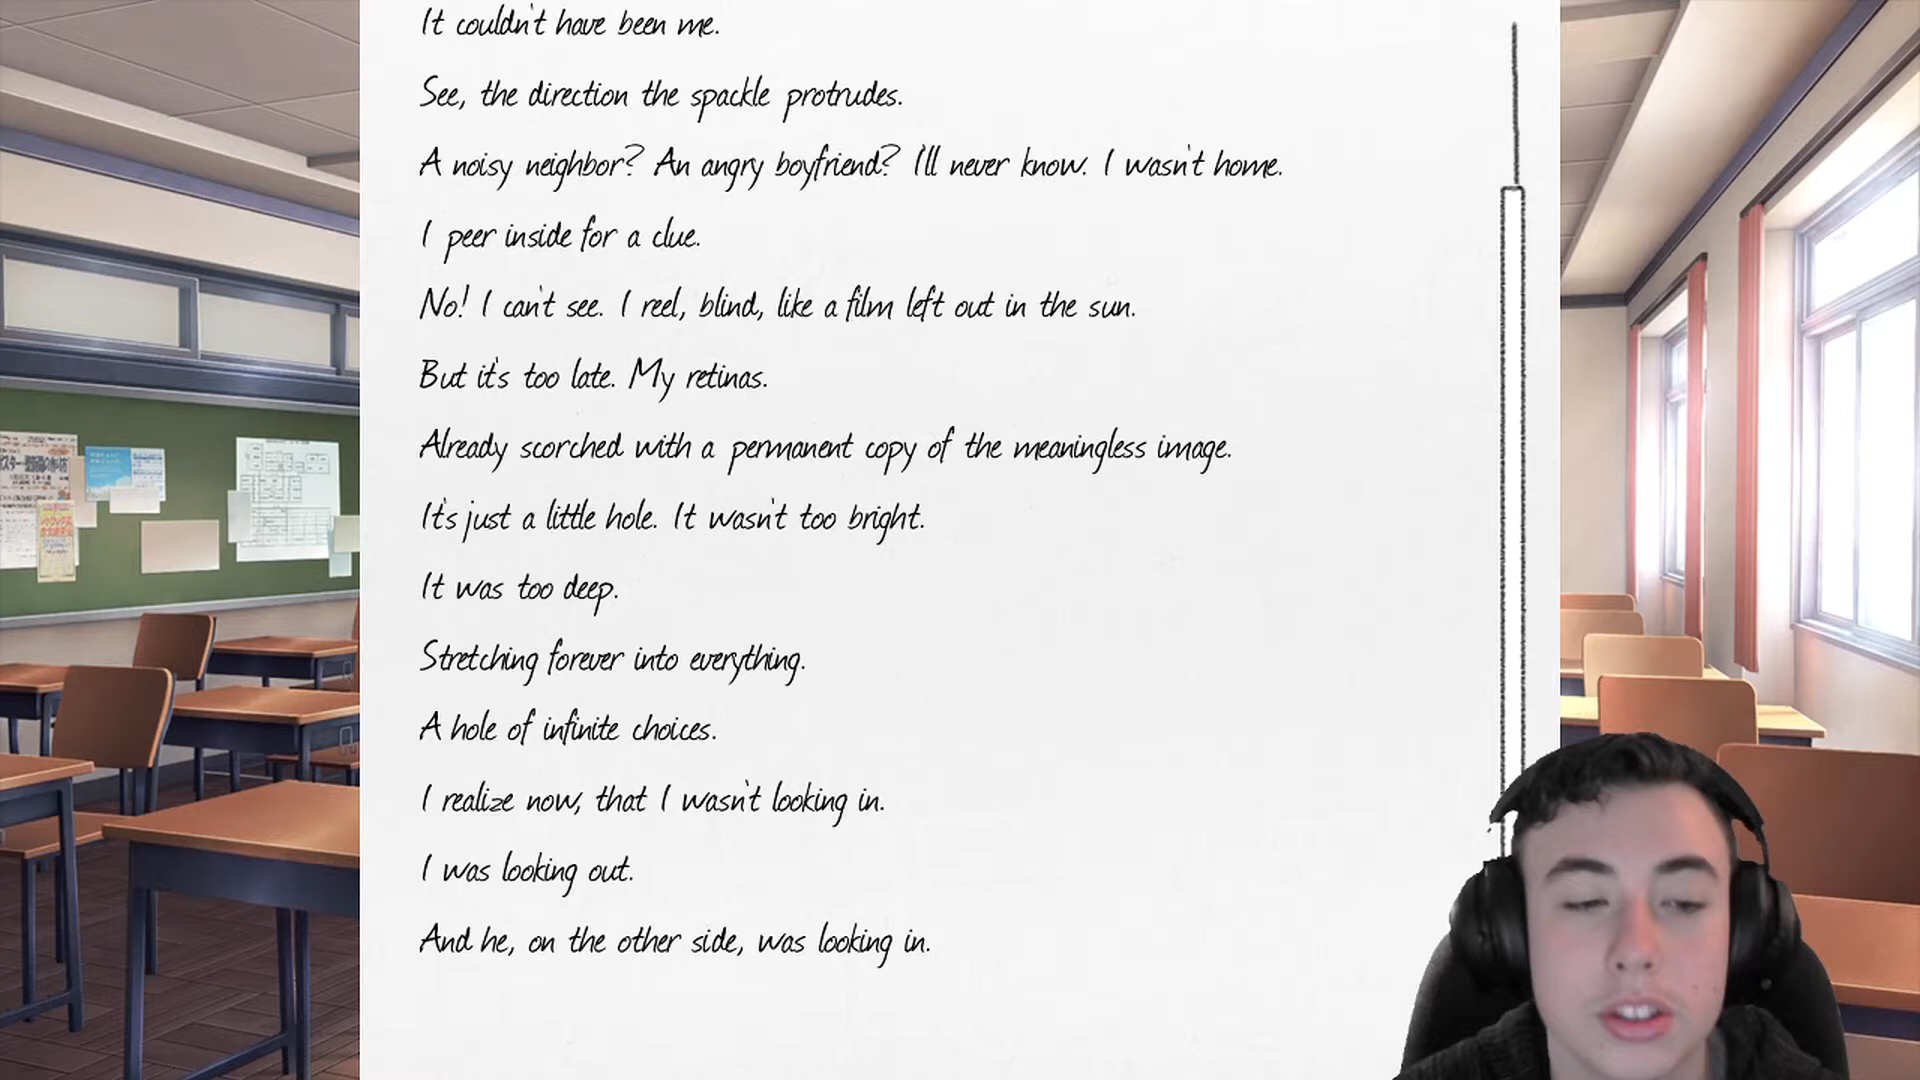 It couldn't have been me.
See, the direction the spackle protrudes.
A noisy neighbor? An angry boyfriend? I'll never know. I wasn't home.
I peer inside for a clue.
No! I can't see. I reel, blind, like a film left out in the sun.
But it's too late. My retinas.
Already scorched with a permanent copy of the meaningless image.
It's just a little hole. It wasn't too bright.
It was too deep.
Stretching forever into everything.
A hole of infinite choices.
I realize now, that I wasn't looking in.
I was looking out.
And he, on the other side, was looking in.